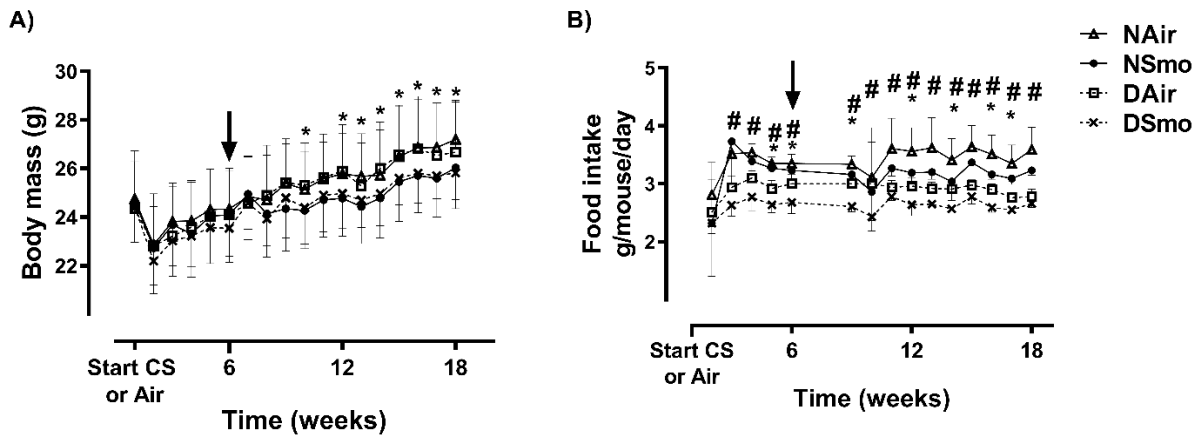 A)
Body mass (g)
30
28
26
24
22
* * * * * * * *
Start CS
or Air
6
12
18
Time (weeks)
B)
Food intake
g/mouse/day
5
4
3
2
# # # # # # # # # # # # # #
* * * * * * *
Start CS
or Air
6
12
18
Time (weeks)
NAir
NSmo
DAir
DSmo